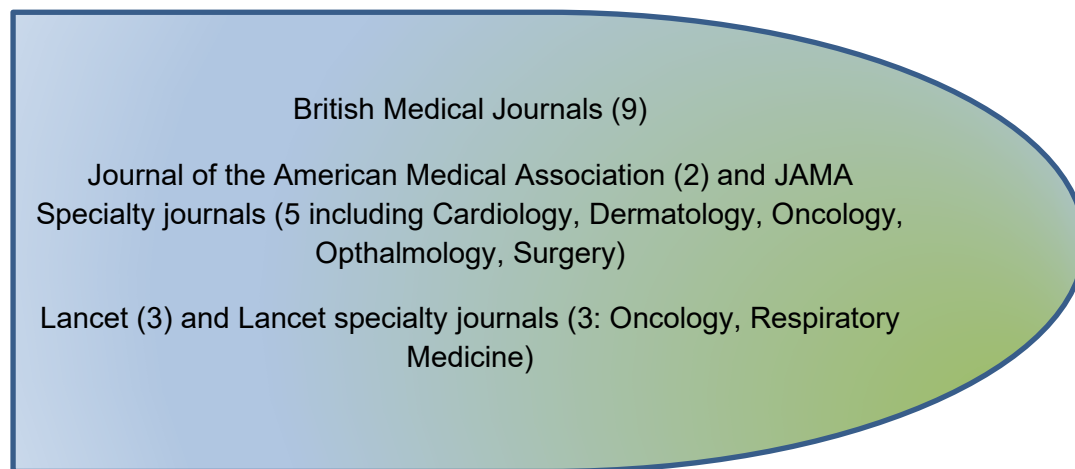 British Medical Journals (9)
Journal of the American Medical Association (2) and JAMA
Specialty journals (5 including Cardiology, Dermatology, Oncology,
Opthalmology, Surgery)
Lancet (3) and Lancet specialty journals (3: Oncology, Respiratory
Medicine)